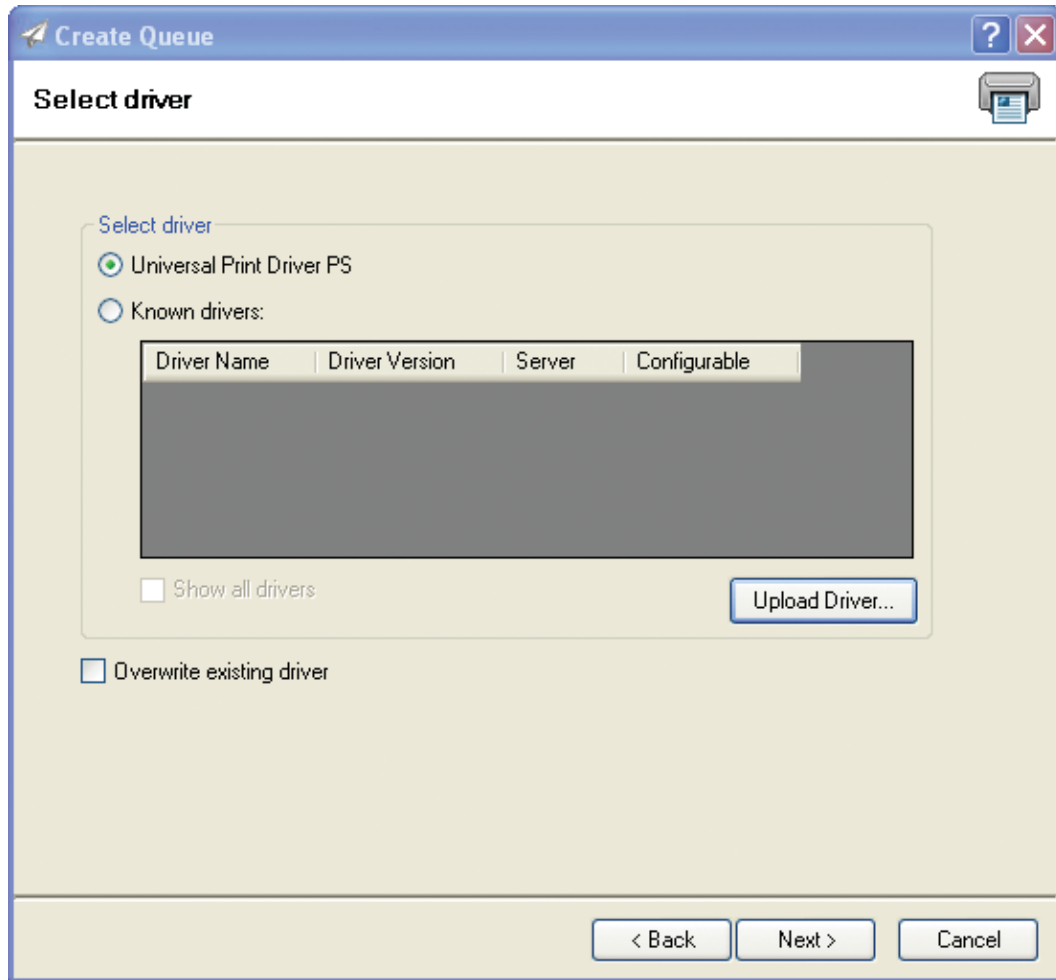 Create Queue
Select driver
Select driver
Universal Print Driver PS
Known drivers:
Driver Name Driver Version Server Configurable
Show all drivers
Upload Driver...
Overwrite existing driver
< Back Next > Cancel